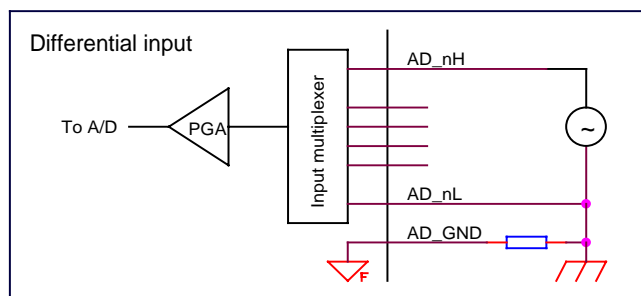 Differential input
AD_nH
To A/D
PGA
Input multiplexer
~
AD_nL
AD_GND
F